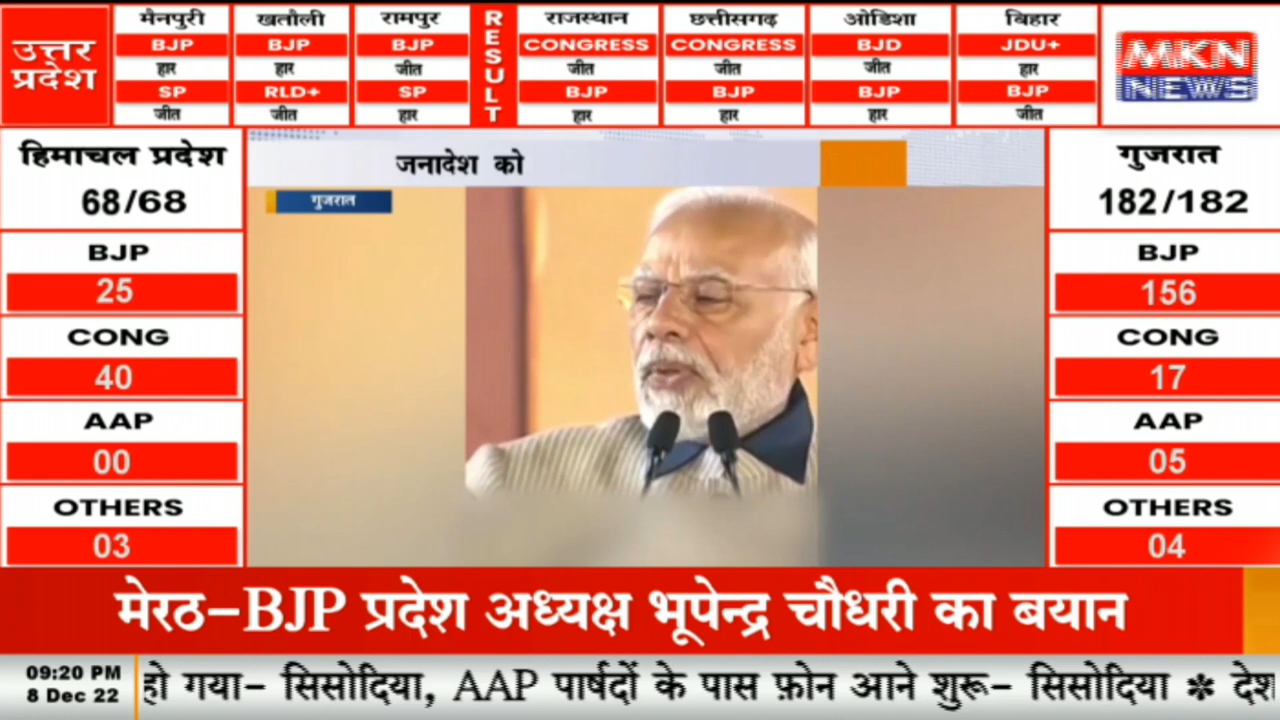 उत्तर
प्रदेश
मैनपुरी
BJP
हार
SP
जीत
खतौली
BJP
हार
RLD+
जीत
रामपुर
BJP
जीत
SP
हार
RESULT
राजस्थान
CONGRESS
जीत
BJP
हार
छत्तीसगढ़
CONGRESS
जीत
BJP
हार
ओडिशा
BJD
जीत
BJP
हार
बिहार
JDU+
हार
BJP
जीत
MKN
NEWS
हिमाचल प्रदेश
68/68
BJP
25
CONG
40
AAP
00
OTHERS
03
जनादेश को
गुजरात
गुजरात
182/182
BJP
156
CONG
17
AAP
05
OTHERS
04
मेरठ-BJP प्रदेश अध्यक्ष भूपेन्द्र चौधरी का बयान
09:20 PM
8 Dec 22
हो गया- सिसोदिया, AAP पार्षदों के पास फ़ोन आने शुरू- सिसोदिया * देश